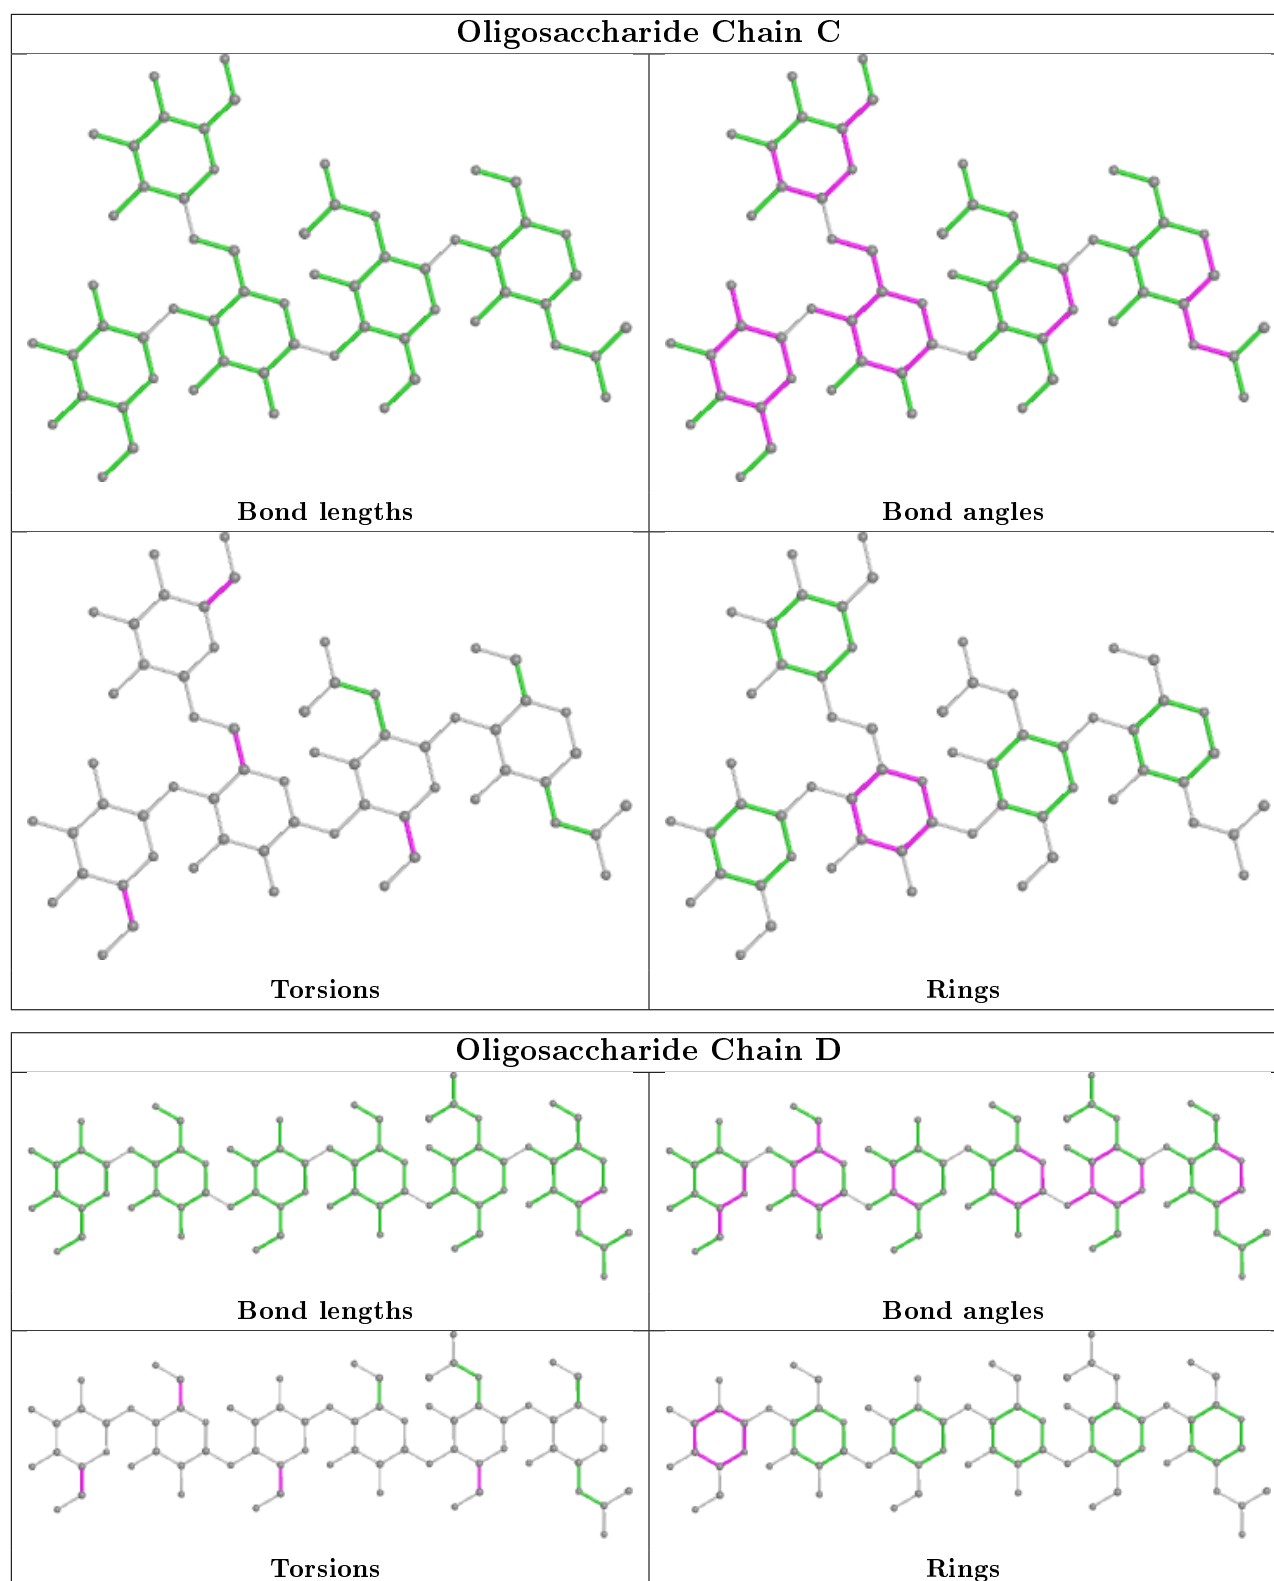 Oligosaccharide Chain C
Bond lengths
Bond angles
Torsions
Rings
Oligosaccharide Chain D
Bond lengths
Bond angles
Torsions
Rings